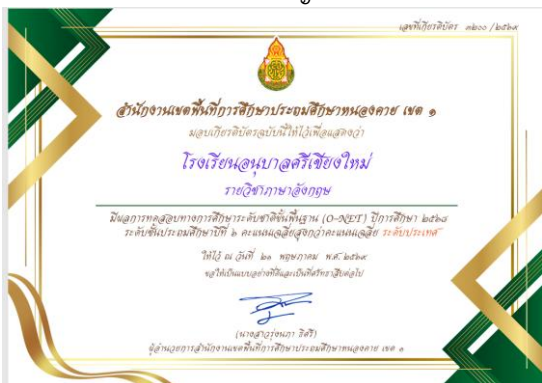 เลขที่เกียรติบัตร ๓๒๐๐ /๒๕๖๙
สำนักงานเขตพื้นที่การศึกษาประถมศึกษาหนองคาย เขต ๑
มอบเกียรติบัตรฉบับนี้ให้ไว้เพื่อแสดงว่า
โรงเรียนอนุบาลศรีเชียงใหม่
รายวิชาภาษาอังกฤษ
มีผลการทดสอบทางการศึกษาระดับชาติขั้นพื้นฐาน (O-NET) ปีการศึกษา ๒๕๖๘
ระดับชั้นประถมศึกษาปีที่ ๖ คะแนนเฉลี่ยสูงกว่าคะแนนเฉลี่ย ระดับประเทศ
ให้ไว้ ณ วันที่ ๒๑ พฤษภาคม พ.ศ. ๒๕๖๙
ขอให้เป็นแบบอย่างที่ดีและเป็นที่ศรัทธาสืบต่อไป
ผู้อำนวยการสำนักงานเขตพื้นที่การศึกษาประถมศึกษาหนองคาย เขต ๑